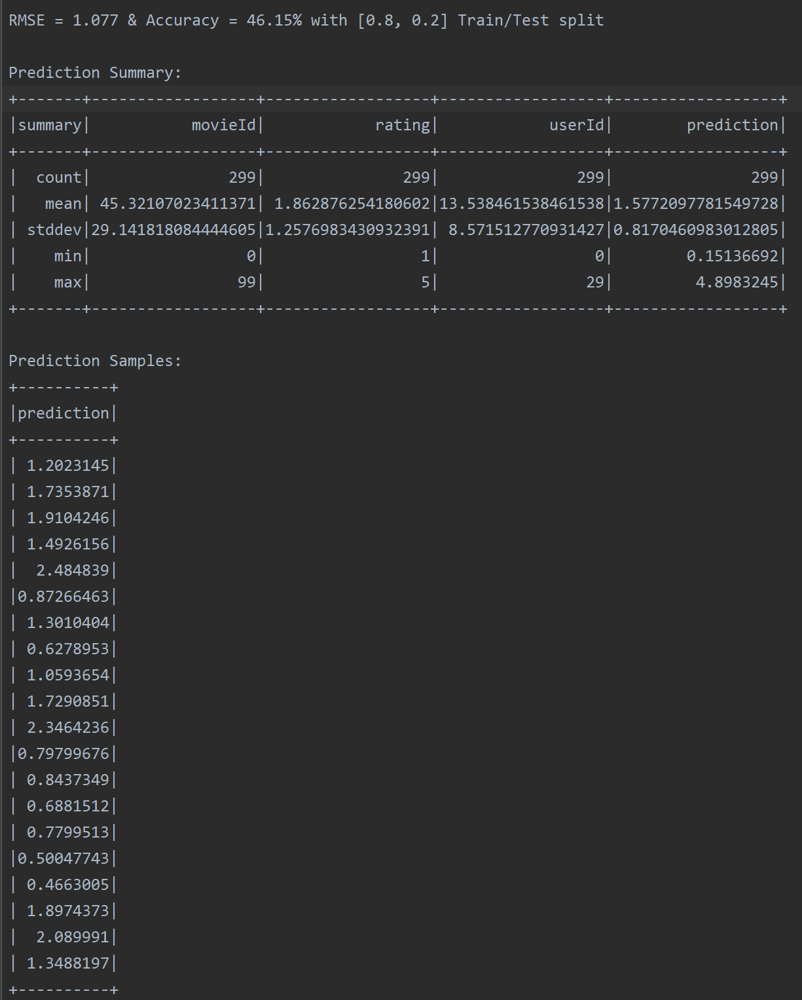 RMSE = 1.077 & Accuracy = 46.15% with [0.8, 0.2] Train/Test split
Prediction Summary:
+-------+------------------+------------------+------------------+------------------+
|summary|           movieId|            rating|            userId|        prediction|
+-------+------------------+------------------+------------------+------------------+
|  count|               299|               299|               299|               299|
|   mean| 45.32107023411371| 1.862876254180602|13.538461538461538|1.5772097781549728|
| stddev|29.141818084444605|1.2576983430932391| 8.571512770931427|0.8170460983012805|
|    min|                 0|                 1|                 0|        0.15136692|
|    max|                99|                 5|                29|         4.8983245|
+-------+------------------+------------------+------------------+------------------+
Prediction Samples:
+----------+
|prediction|
+----------+
| 1.2023145|
| 1.7353871|
| 1.9104246|
| 1.4926156|
|  2.484839|
|0.87266463|
| 1.3010404|
| 0.6278953|
| 1.0593654|
| 1.7290851|
| 2.3464236|
|0.79799676|
| 0.8437349|
| 0.6881512|
| 0.7799513|
|0.50047743|
| 0.4663005|
| 1.8974373|
|  2.089991|
| 1.3488197|
+----------+